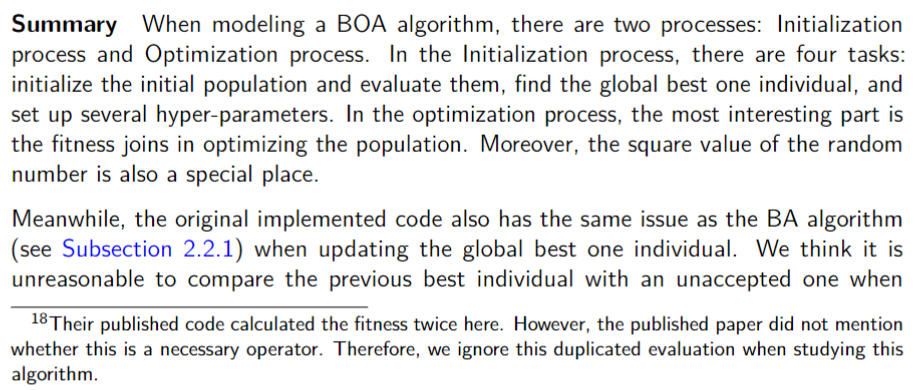 Summary When modeling a BOA algorithm, there are two processes: Initialization
process and Optimization process. In the Initialization process, there are four tasks:
initialize the initial population and evaluate them, find the global best one individual, and
set up several hyper-parameters. In the optimization process, the most interesting part is
the fitness joins in optimizing the population. Moreover, the square value of the random
number is also a special place.
Meanwhile, the original implemented code also has the same issue as the BA algorithm
(see Subsection 2.2.1) when updating the global best one individual. We think it is
unreasonable to compare the previous best individual with an unaccepted one when
18Their published code calculated the fitness twice here. However, the published paper did not mention
whether this is a necessary operator. Therefore, we ignore this duplicated evaluation when studying this
algorithm.